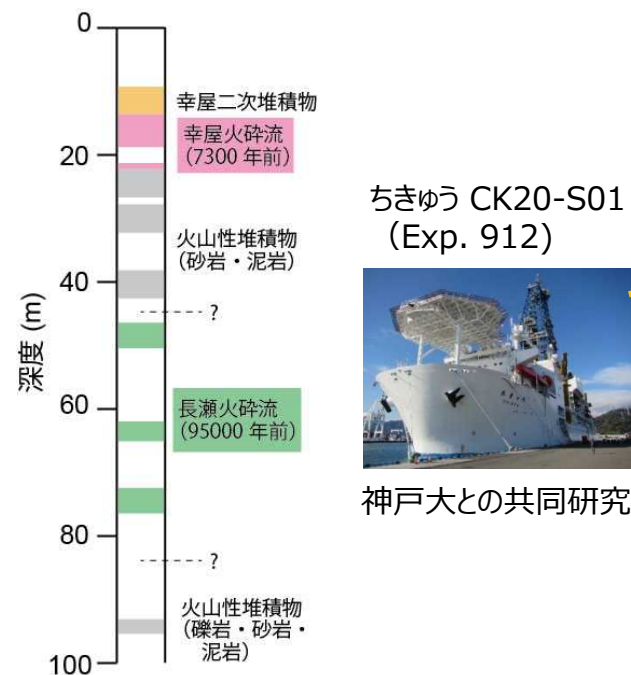 0
20
40
60
80
100
深度 (m)
幸屋二次堆積物
幸屋火砕流
(7300 年前)
火山性堆積物
(砂岩・泥岩)
?
長瀬火砕流
(95000 年前)
?
火山性堆積物
(礫岩・砂岩・
泥岩)
ちきゅう CK20-S01
(Exp. 912)
神戸大との共同研究